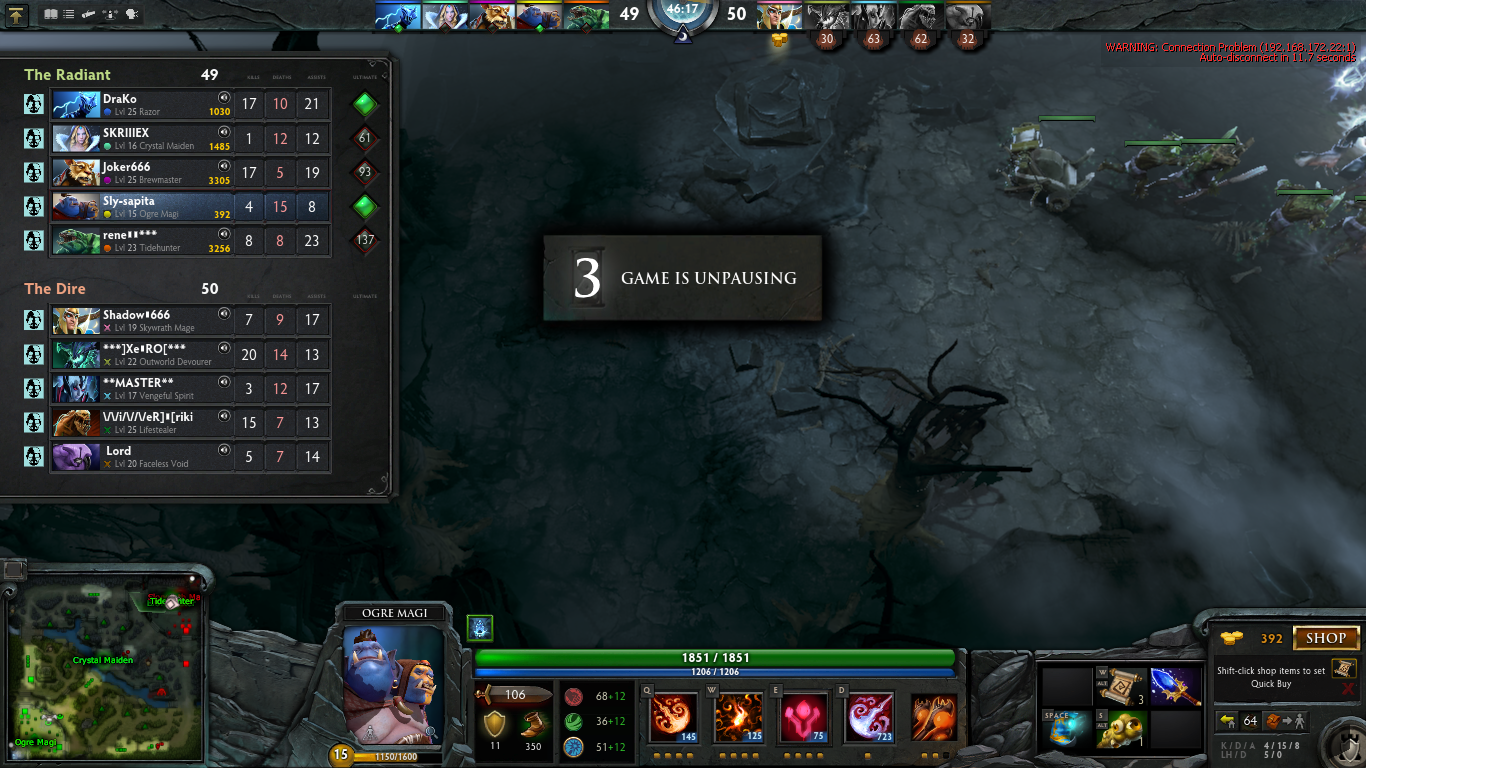 49 46:17 50
30 63 62 32
WARNING: Connection Problem (192.168.172.22:1)
Auto-disconnect in 11.7 seconds
The Radiant 49 KILLS DEATHS ASSISTS ULTIMATE
DraKo
Lvl 25 Razor 1030 17 10 21
SKRIIIEX
Lvl 16 Crystal Maiden 1485 1 12 12 61
Joker666
Lvl 25 Brewmaster 3305 17 5 19 93
Sly-sapita
Lvl 15 Ogre Magi 392 4 15 8
rene▮▮***
Lvl 23 Tidehunter 3256 8 8 23 137
The Dire 50 KILLS DEATHS ASSISTS ULTIMATE
Shadow▮666
Lvl 19 Skywrath Mage 7 9 17
***]Xe▮RO[***
Lvl 22 Outworld Devourer 20 14 13
**MASTER**
Lvl 17 Vengeful Spirit 3 12 17
\/\/i/\//\/eR]▮[riki
Lvl 25 Lifestealer 15 7 13
Lord
Lvl 20 Faceless Void 5 7 14
3 GAME IS UNPAUSING
Crystal Maiden
Ogre Magi
OGRE MAGI
15 1150/1600
1851 / 1851
1206 / 1206
106
11 350
68+12
36+12
51+12
Q W E D
145 125 75 723
W ALT 3
SPACE S ALT 1
392 SHOP
Shift-click shop items to set
Quick Buy
64
K / D / A 4 / 15 / 8
LH / D 5 / 0